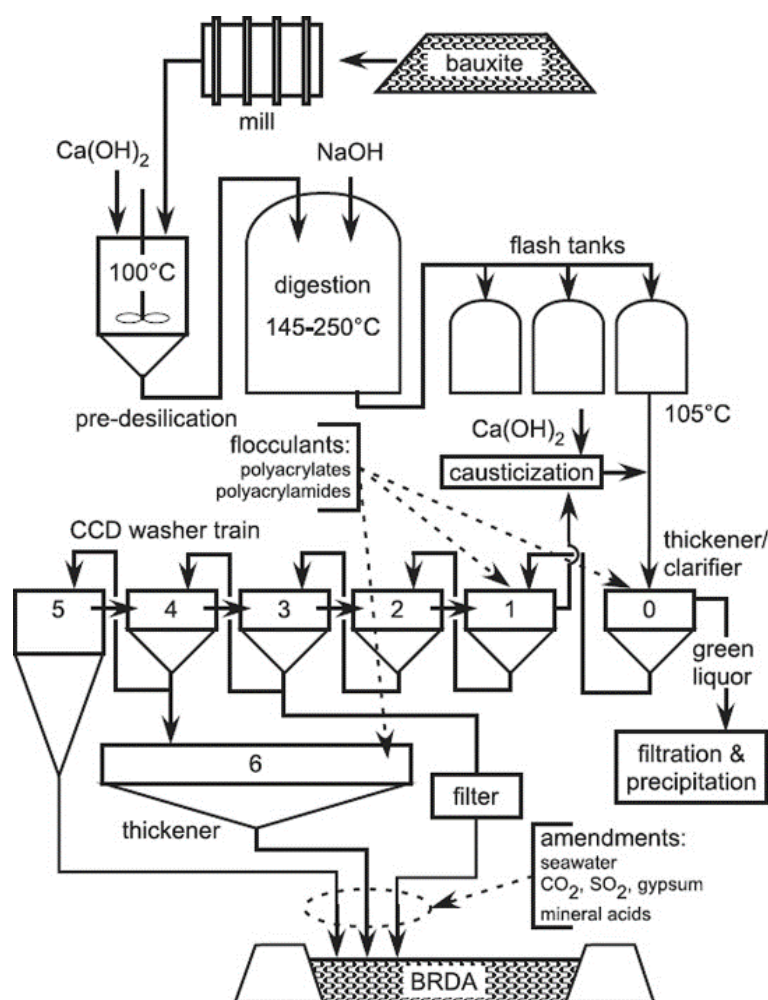 bauxite
mill
Ca(OH)2
NaOH
100°C
digestion
145-250°C
flash tanks
pre-desilication
105°C
flocculants:
polyacrylates
polyacrylamides
Ca(OH)2
causticization
CCD washer train
thickener/
clarifier
5
4
3
2
1
0
green
liquor
6
filtration &
precipitation
filter
thickener
amendments:
seawater
CO2, SO2, gypsum
mineral acids
BRDA